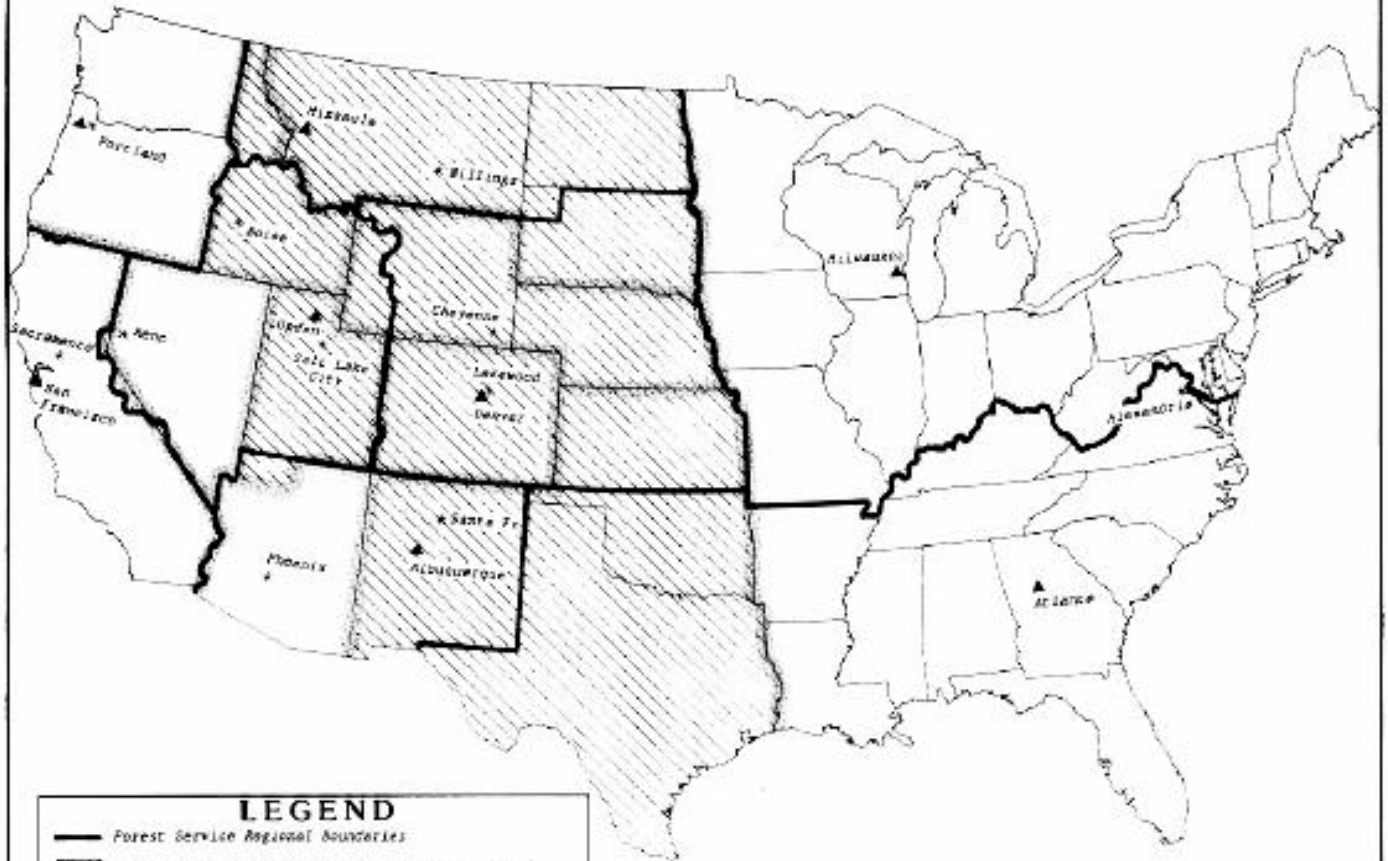 Missoula
Portland
Billings
Boise
Milwaukee
Cheyenne
Ogden
Reno
Sacramento
Salt Lake
City
Lakewood
San
Francisco
Denver
Alexandria
Santa Fe
Phoenix
Albuquerque
Atlanta
LEGEND
Forest Service Regional Boundaries